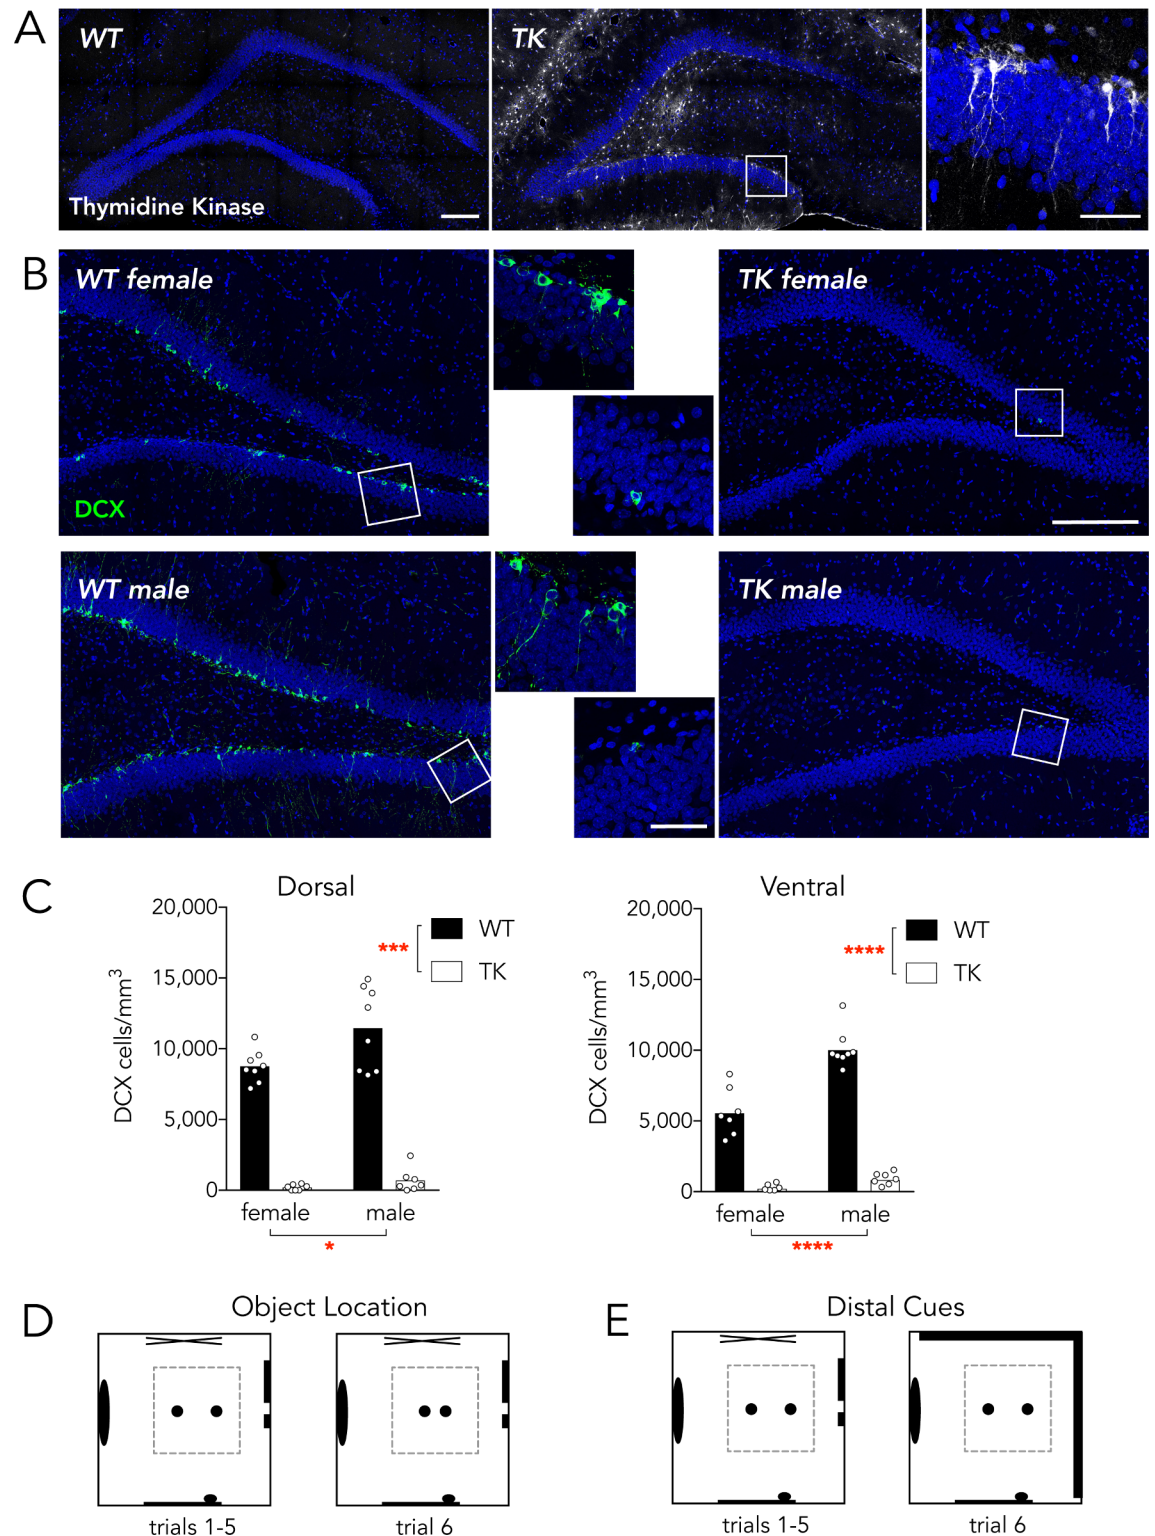 A
WT
TK
Thymidine Kinase
B
WT female
TK female
DCX
WT male
TK male
C
Dorsal
Ventral
20,000
15,000
10,000
5,000
0
DCX cells/mm³
WT
***
TK
female
male
*
20,000
15,000
10,000
5,000
0
DCX cells/mm³
WT
****
TK
female
male
****
D
Object Location
trials 1-5
trial 6
E
Distal Cues
trials 1-5
trial 6